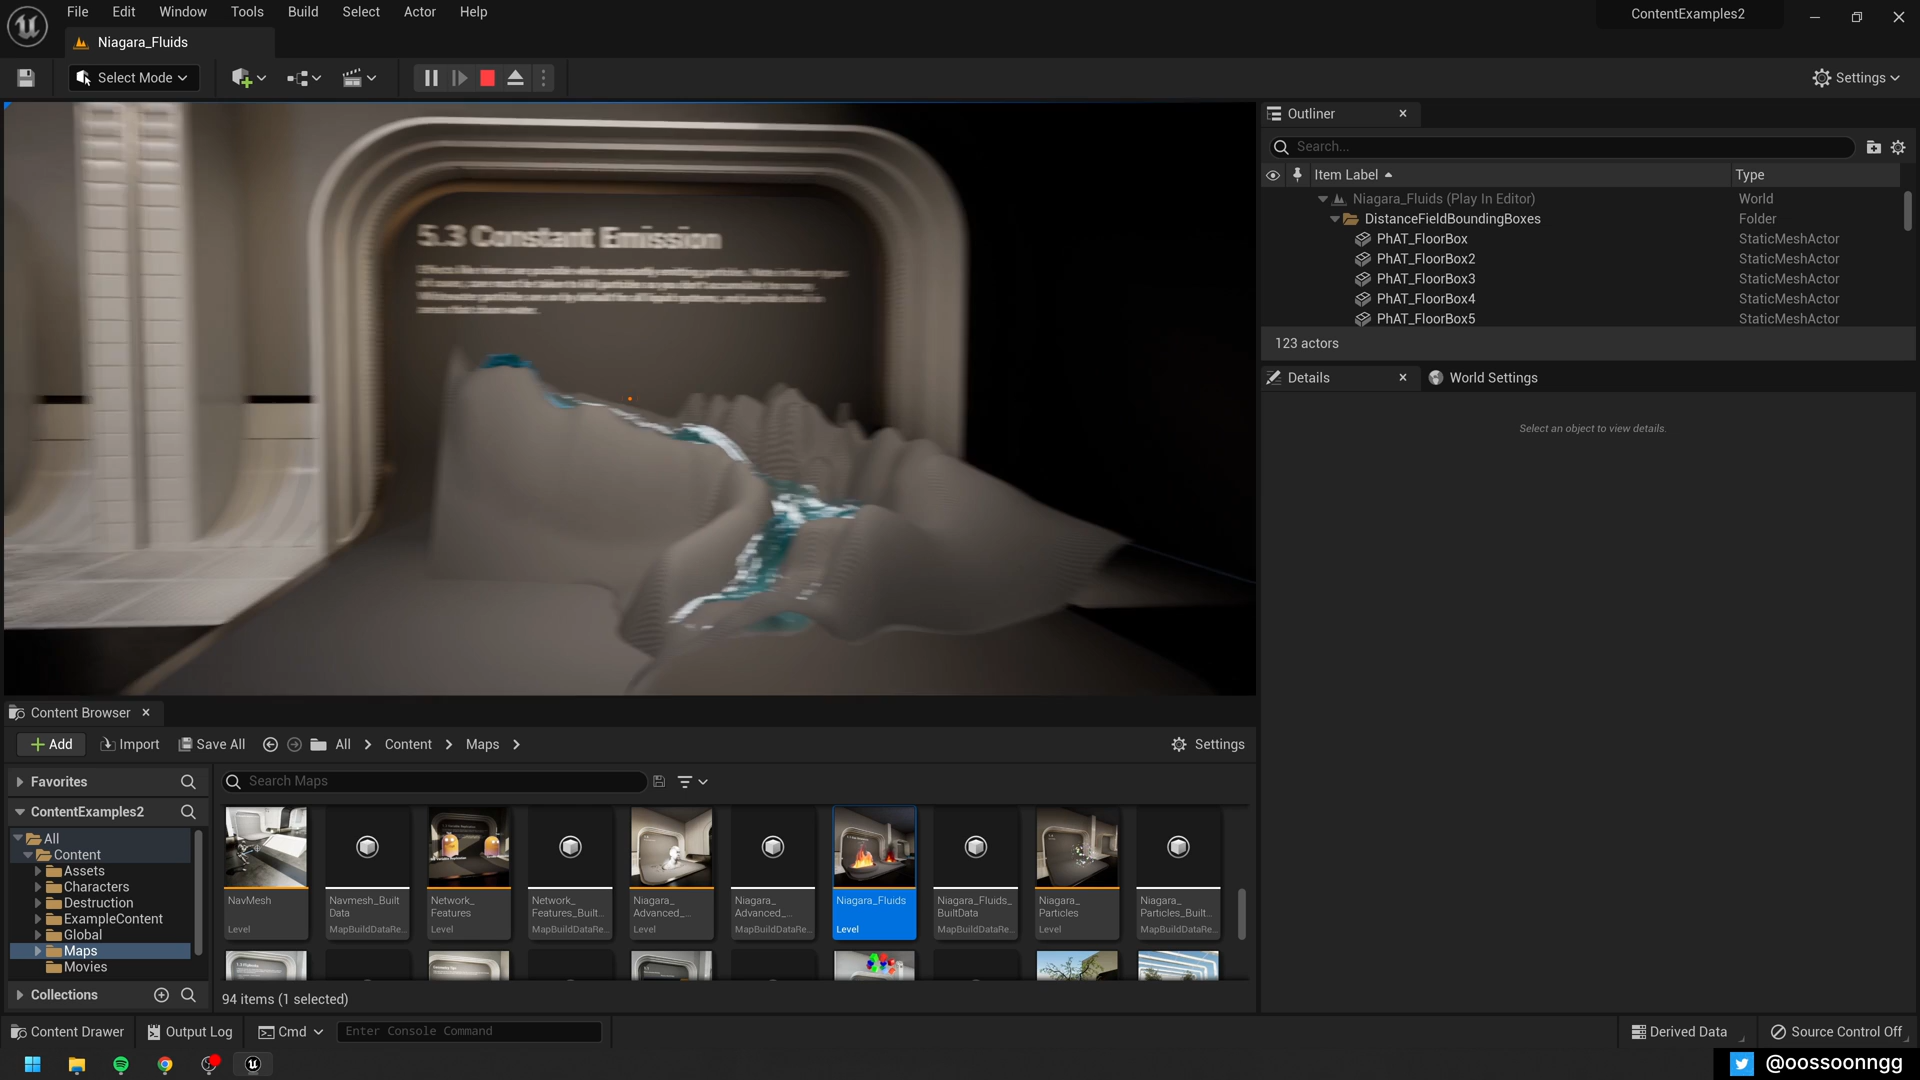 File Edit Window Tools Build Select Actor Help
ContentExamples2
Niagara_Fluids
Select Mode
Settings
5.3 Constant Emission
Outliner
Search...
Item Label
Type
Niagara_Fluids (Play In Editor)
World
DistanceFieldBoundingBoxes
Folder
PhAT_FloorBox
StaticMeshActor
PhAT_FloorBox2
StaticMeshActor
PhAT_FloorBox3
StaticMeshActor
PhAT_FloorBox4
StaticMeshActor
PhAT_FloorBox5
StaticMeshActor
123 actors
Details
World Settings
Select an object to view details.
Content Browser
Add
Import
Save All
All
Content
Maps
Settings
Favorites
Search Maps
ContentExamples2
All
Content
Assets
Characters
Destruction
ExampleContent
Global
Maps
Movies
Collections
NavMesh
Level
Navmesh_Built
Data
MapBuildDataRe...
Network_
Features
Level
Network_
Features_Built...
MapBuildDataRe...
Niagara_
Advanced_...
Level
Niagara_
Advanced_...
MapBuildDataRe...
Niagara_Fluids
Level
Niagara_Fluids_
BuiltData
MapBuildDataRe...
Niagara_
Particles
Level
Niagara_
Particles_Built...
MapBuildDataRe...
94 items (1 selected)
Content Drawer
Output Log
Cmd
Enter Console Command
Derived Data
Source Control Off
@oossoonngg